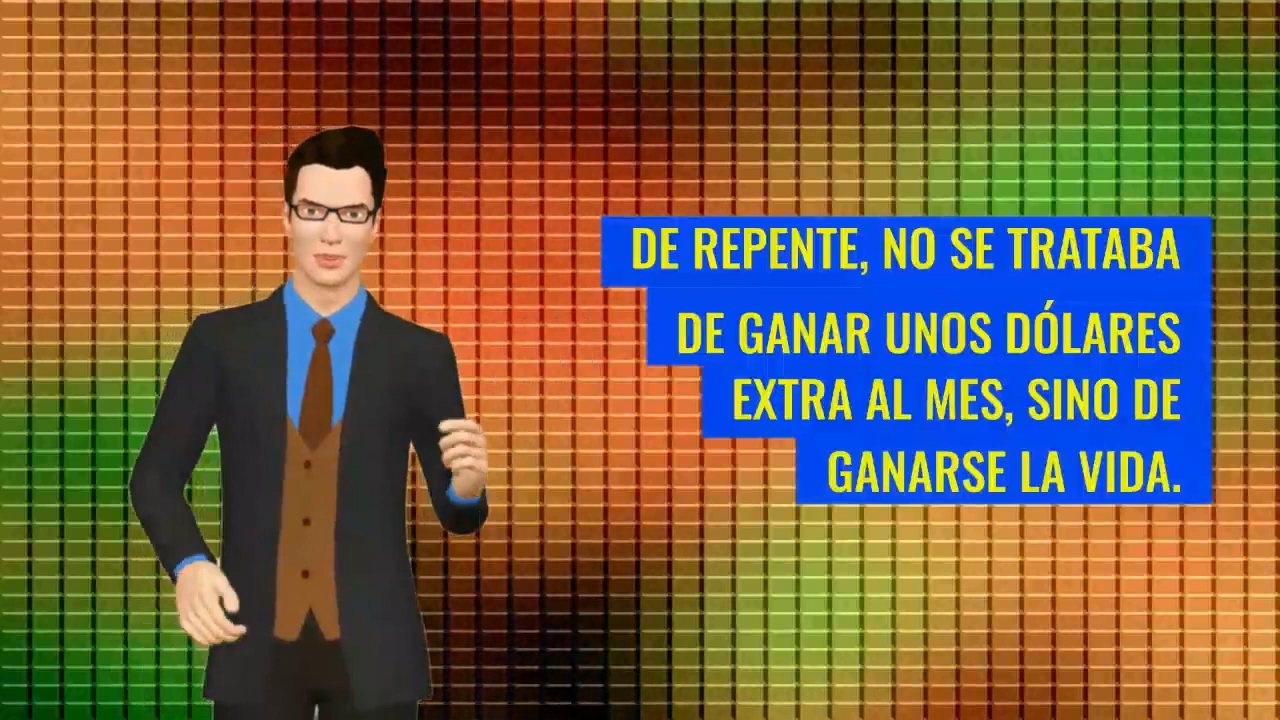 DE REPENTE, NO SE TRATABA
DE GANAR UNOS DÓLARES
EXTRA AL MES, SINO DE
GANARSE LA VIDA.